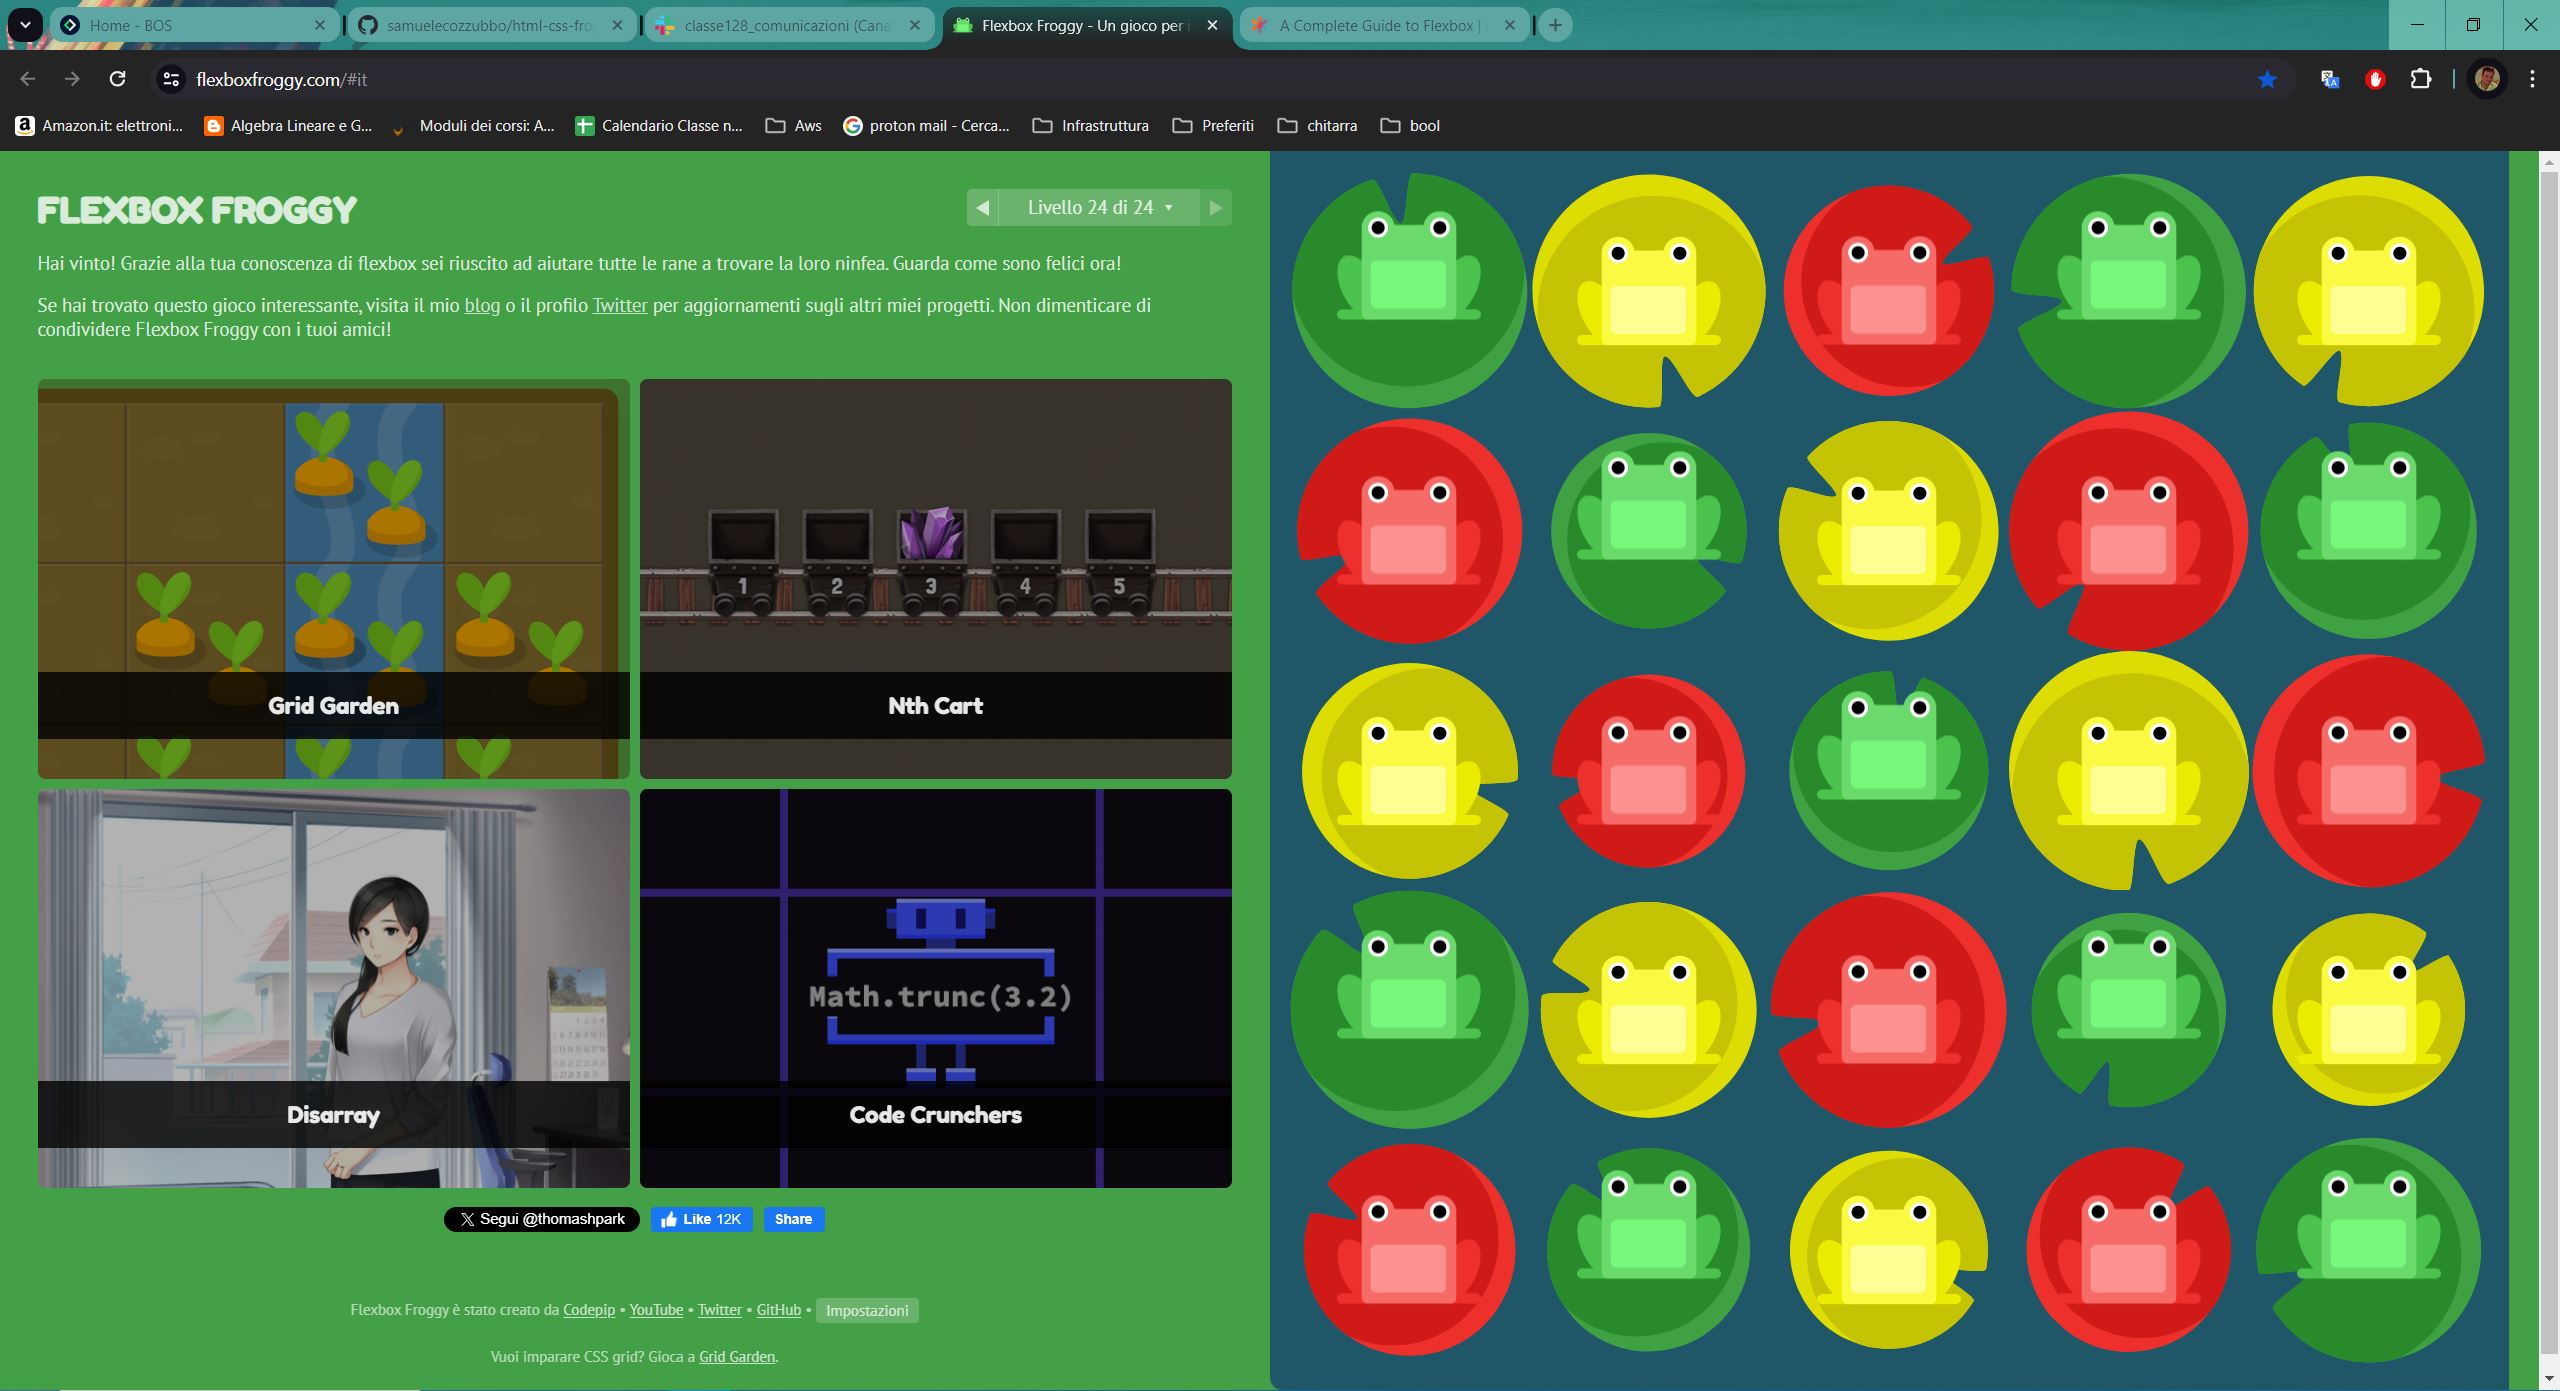 Home - BOS
samuelecozzubbo/html-css-fro
classe128_comunicazioni (Cana
Flexbox Froggy - Un gioco per i
A Complete Guide to Flexbox |
flexboxfroggy.com/#it
Amazon.it: elettroni...
Algebra Lineare e G...
Moduli dei corsi: A...
Calendario Classe n...
Aws
proton mail - Cerca...
Infrastruttura
Preferiti
chitarra
bool
FLEXBOX FROGGY
Livello 24 di 24
Hai vinto! Grazie alla tua conoscenza di flexbox sei riuscito ad aiutare tutte le rane a trovare la loro ninfea. Guarda come sono felici ora!
Se hai trovato questo gioco interessante, visita il mio blog o il profilo Twitter per aggiornamenti sugli altri miei progetti. Non dimenticare di
condividere Flexbox Froggy con i tuoi amici!
1 2 3 4 5
Grid Garden
Nth Cart
Math.trunc(3.2)
Disarray
Code Crunchers
Segui @thomashpark
Like 12K
Share
Flexbox Froggy è stato creato da Codepip • YouTube • Twitter • GitHub • Impostazioni
Vuoi imparare CSS grid? Gioca a Grid Garden.